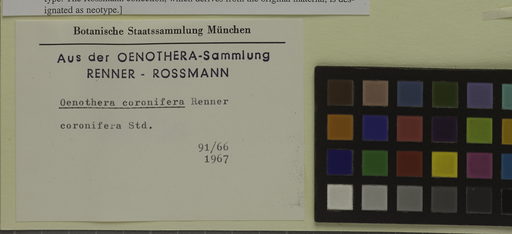 type. The Rossmann collection, which derives from the original material, is des-
ignated as neotype.]
Botanische Staatssammlung München
Aus der OENOTHERA-Sammlung
RENNER - ROSSMANN
Oenothera coronifera Renner
coronifera Std.
91/66
1967